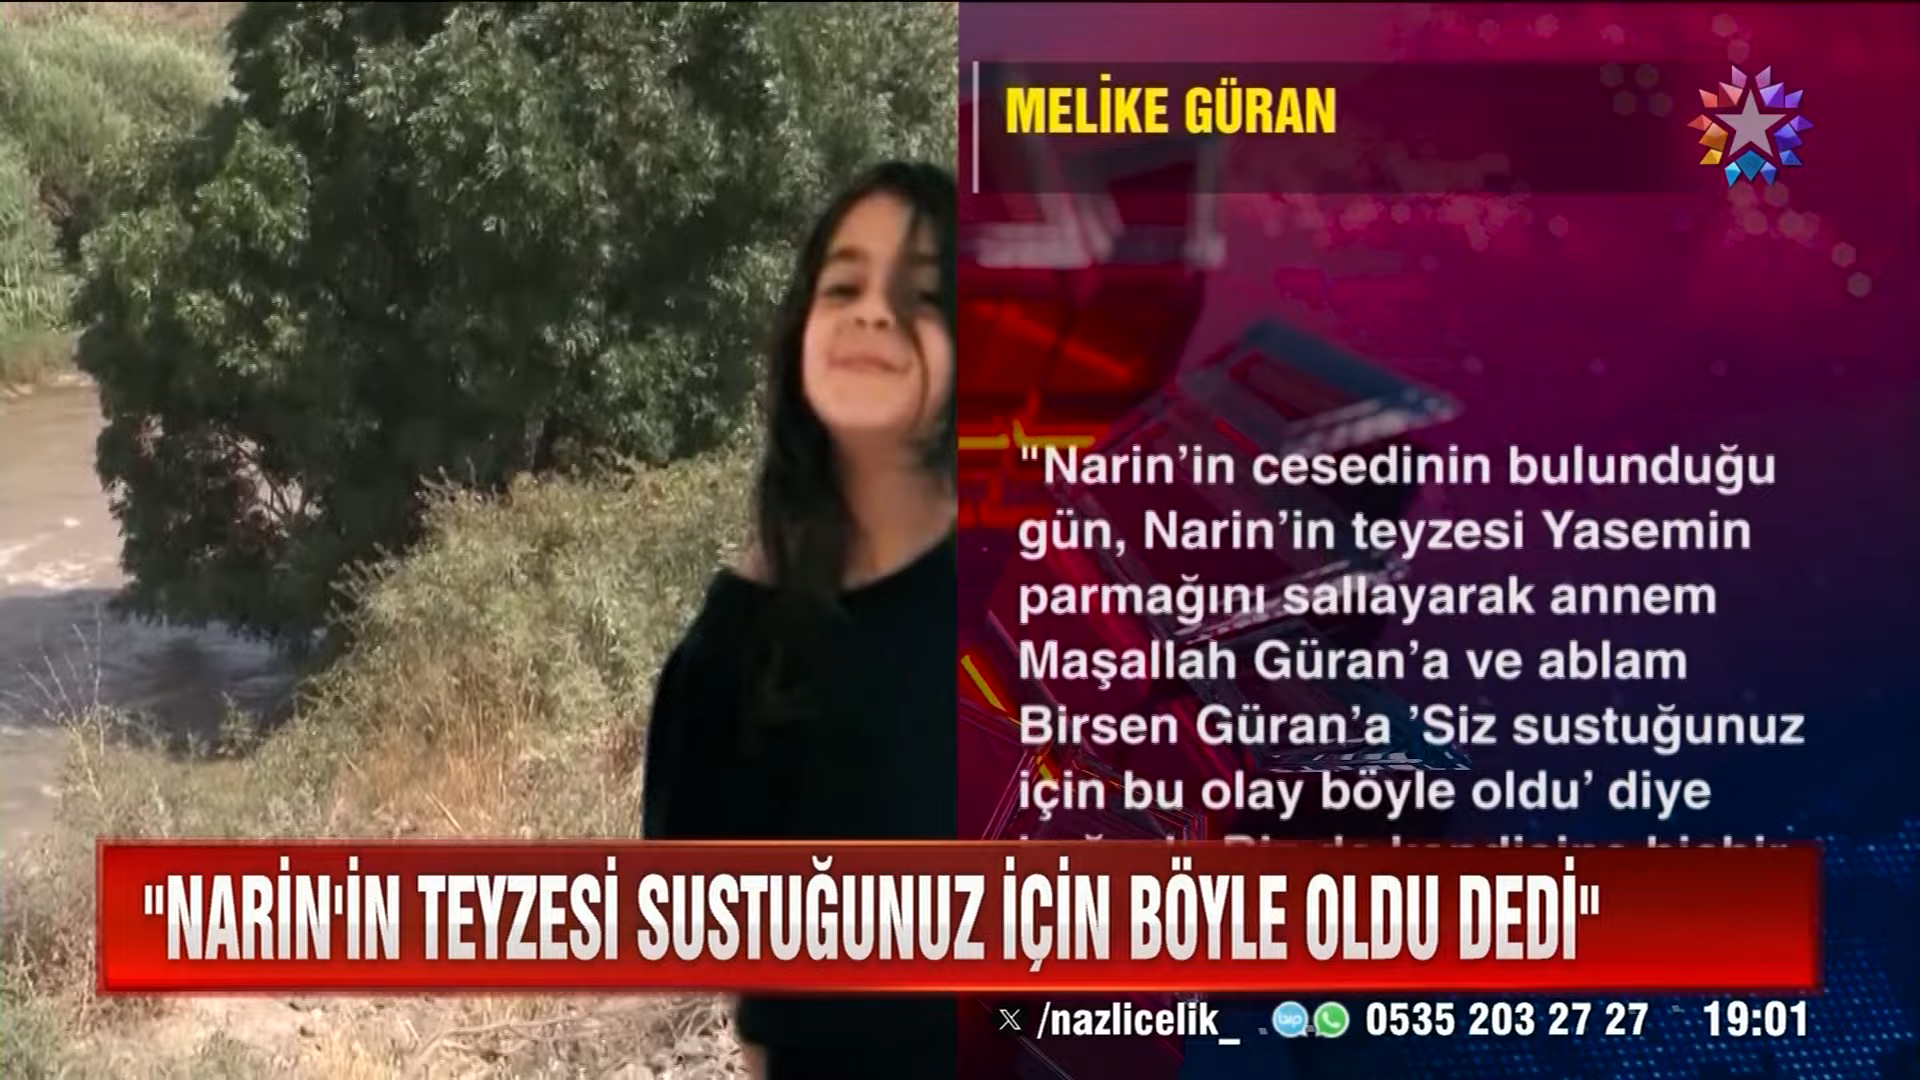 MELİKE GÜRAN
"Narin’in cesedinin bulunduğu
gün, Narin’in teyzesi Yasemin
parmağını sallayarak annem
Maşallah Güran’a ve ablam
Birsen Güran’a ’Siz sustuğunuz
için bu olay böyle oldu’ diye
"NARİN'İN TEYZESİ SUSTUĞUNUZ İÇİN BÖYLE OLDU DEDİ"
X /nazlicelik_ bip 0535 203 27 27 19:01